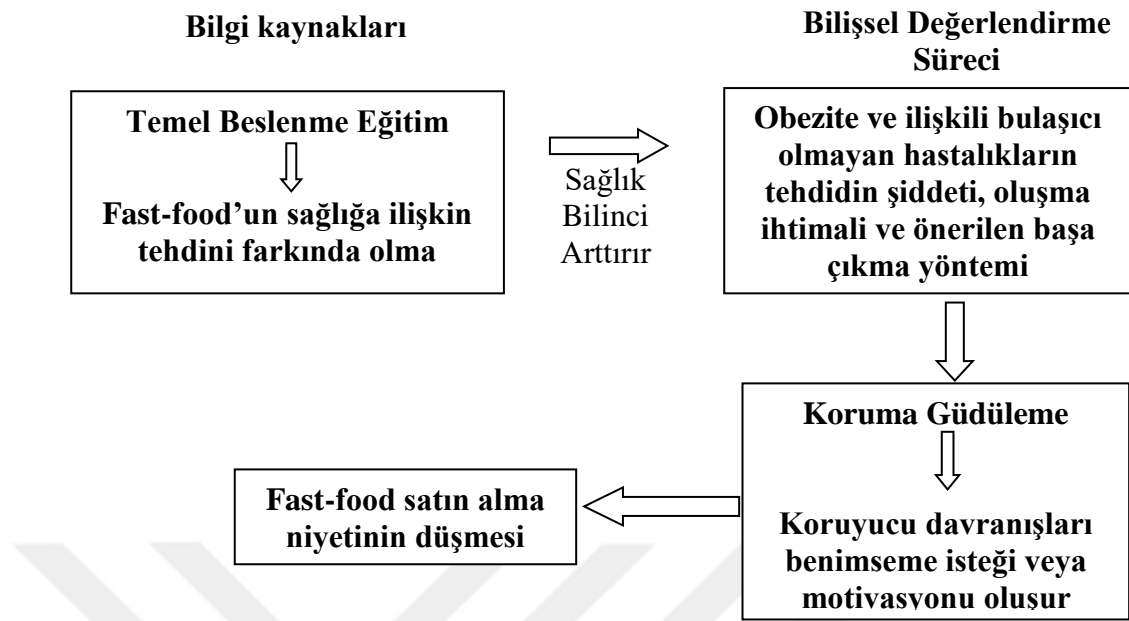 Bilgi kaynakları
Temel Beslenme Eğitim
Fast-food’un sağlığa ilişkin
tehdini farkında olma
Sağlık
Bilinci
Arttırır
Bilişsel Değerlendirme
Süreci
Obezite ve ilişkili bulaşıcı
olmayan hastalıkların
tehdidin şiddeti, oluşma
ihtimali ve önerilen başa
çıkma yöntemi
Koruma Güdüleme
Koruyucu davranışları
benimseme isteği veya
motivasyonu oluşur
Fast-food satın alma
niyetinin düşmesi